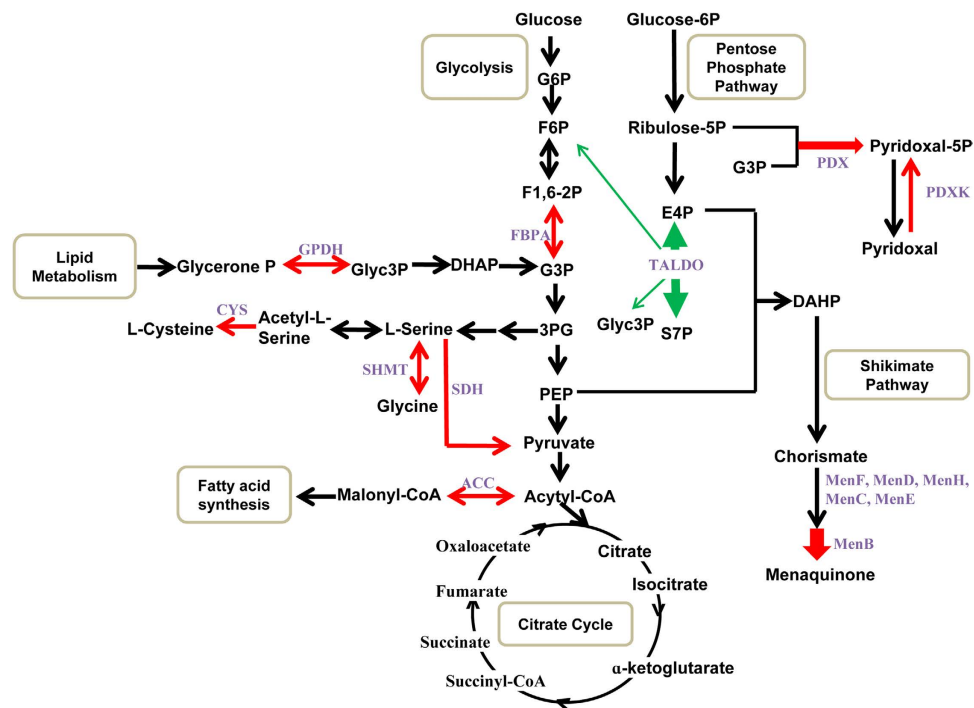 Glucose
Glucose-6P
Glycolysis
Pentose
Phosphate
Pathway
G6P
F6P
Ribulose-5P
Pyridoxal-5P
G3P
PDX
F1,6-2P
PDXK
E4P
FBPA
Pyridoxal
Lipid
Metabolism
Glycerone P
GPDH
Glyc3P
DHAP
G3P
TALDO
DAHP
CYS
L-Cysteine
Acetyl-L-
Serine
L-Serine
3PG
Glyc3P
S7P
SHMT
SDH
Shikimate
Pathway
Glycine
PEP
Pyruvate
Chorismate
Fatty acid
synthesis
Malonyl-CoA
ACC
Acytyl-CoA
MenF, MenD, MenH,
MenC, MenE
MenB
Menaquinone
Oxaloacetate
Citrate
Isocitrate
Fumarate
Citrate Cycle
Succinate
α-ketoglutarate
Succinyl-CoA